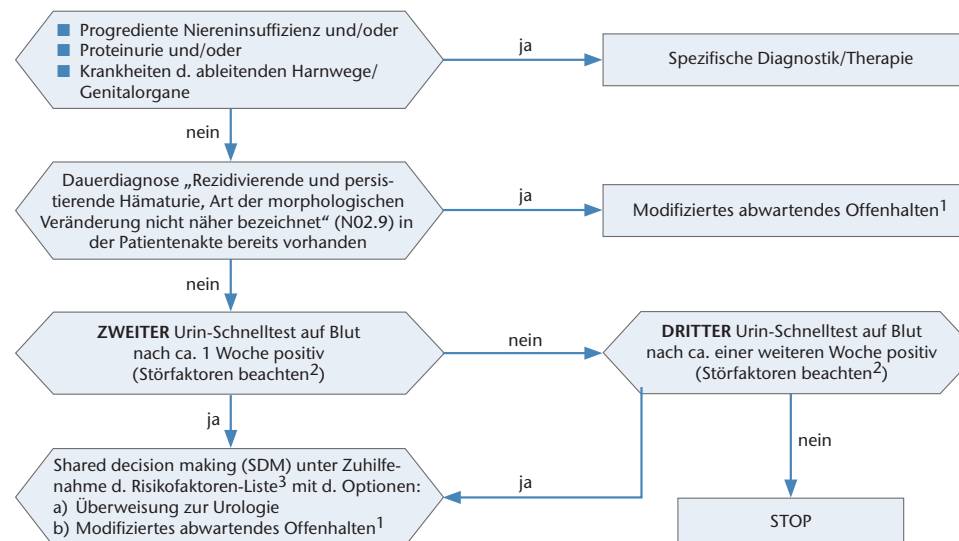 ■ Progrediente Niereninsuffizienz und/oder
■ Proteinurie und/oder
■ Krankheiten d. ableitenden Harnwege/
Genitalorgane
ja
Spezifische Diagnostik/Therapie
nein
Dauerdiagnose „Rezidivierende und persis-
tierende Hämaturie, Art der morphologischen
Veränderung nicht näher bezeichnet“ (N02.9) in
der Patientenakte bereits vorhanden
ja
Modifiziertes abwartendes Offenhalten¹
nein
ZWEITER Urin-Schnelltest auf Blut
nach ca. 1 Woche positiv
(Störfaktoren beachten²)
nein
DRITTER Urin-Schnelltest auf Blut
nach ca. einer weiteren Woche positiv
(Störfaktoren beachten²)
ja
nein
Shared decision making (SDM) unter Zuhilfe-
nahme d. Risikofaktoren-Liste³ mit d. Optionen:
a) Überweisung zur Urologie
b) Modifiziertes abwartendes Offenhalten¹
ja
STOP